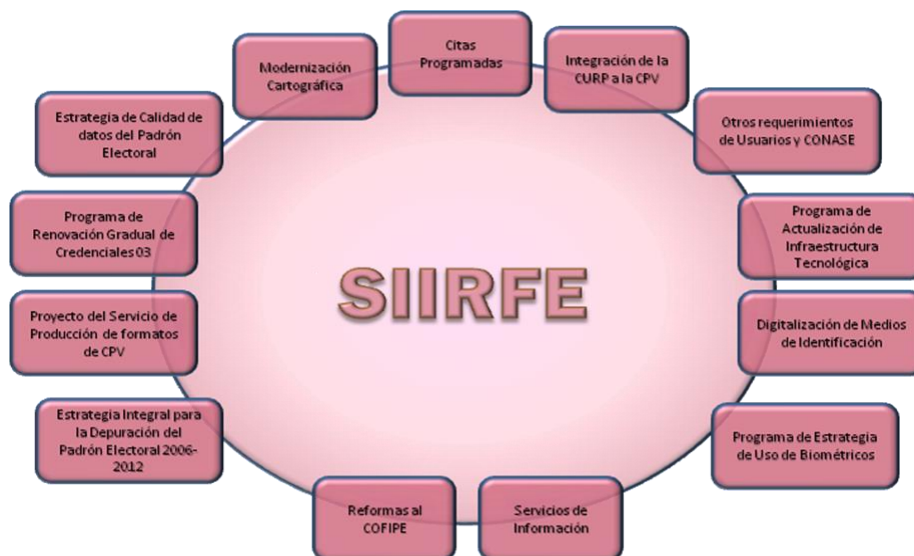 Citas
Programadas
Integración de la
CURP a la CPV
Otros requerimientos
de Usuarios y CONASE
Programa de
Actualización de
Infraestructura
Tecnológica
Digitalización de Medios
de Identificación
Programa de Estrategia
de Uso de Biométricos
Servicios de
Información
Reformas al
COFIPE
Estrategia Integral para
la Depuración del
Padrón Electoral 2006-
2012
Proyecto del Servicio de
Producción de formatos
de CPV
Programa de
Renovación Gradual de
Credenciales 03
Estrategia de Calidad de
datos del Padrón
Electoral
Modernización
Cartográfica
SIIRFE